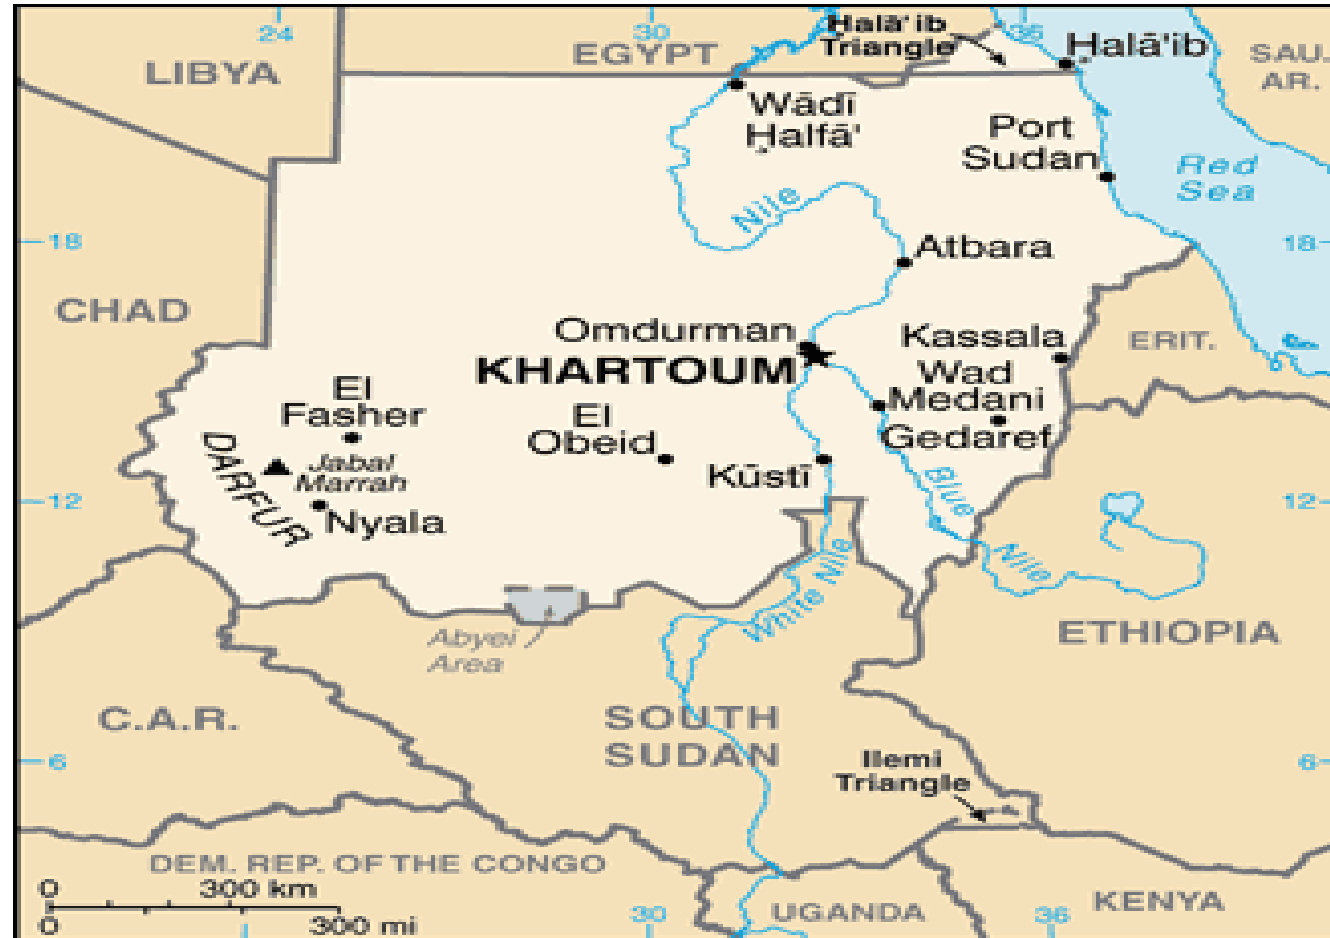 24
30
36
Halā'ib
Triangle
EGYPT
Ḥalā'ib
SAU.
AR.
LIBYA
Wādī
Ḥalfā'
Port
Sudan
Red
Sea
Nile
18
18
Atbara
CHAD
Omdurman
KHARTOUM
Kassala
ERIT.
Wad
Medani
El
Fasher
El
Obeid
Gedaref
DARFUR
Jabal
Marrah
Kūstī
Blue
Nile
12
12
Nyala
White Nile
Abyei
Area
ETHIOPIA
C.A.R.
SOUTH
SUDAN
6
6
Ilemi
Triangle
DEM. REP. OF THE CONGO
0
300 km
0
300 mi
30
UGANDA
36
KENYA